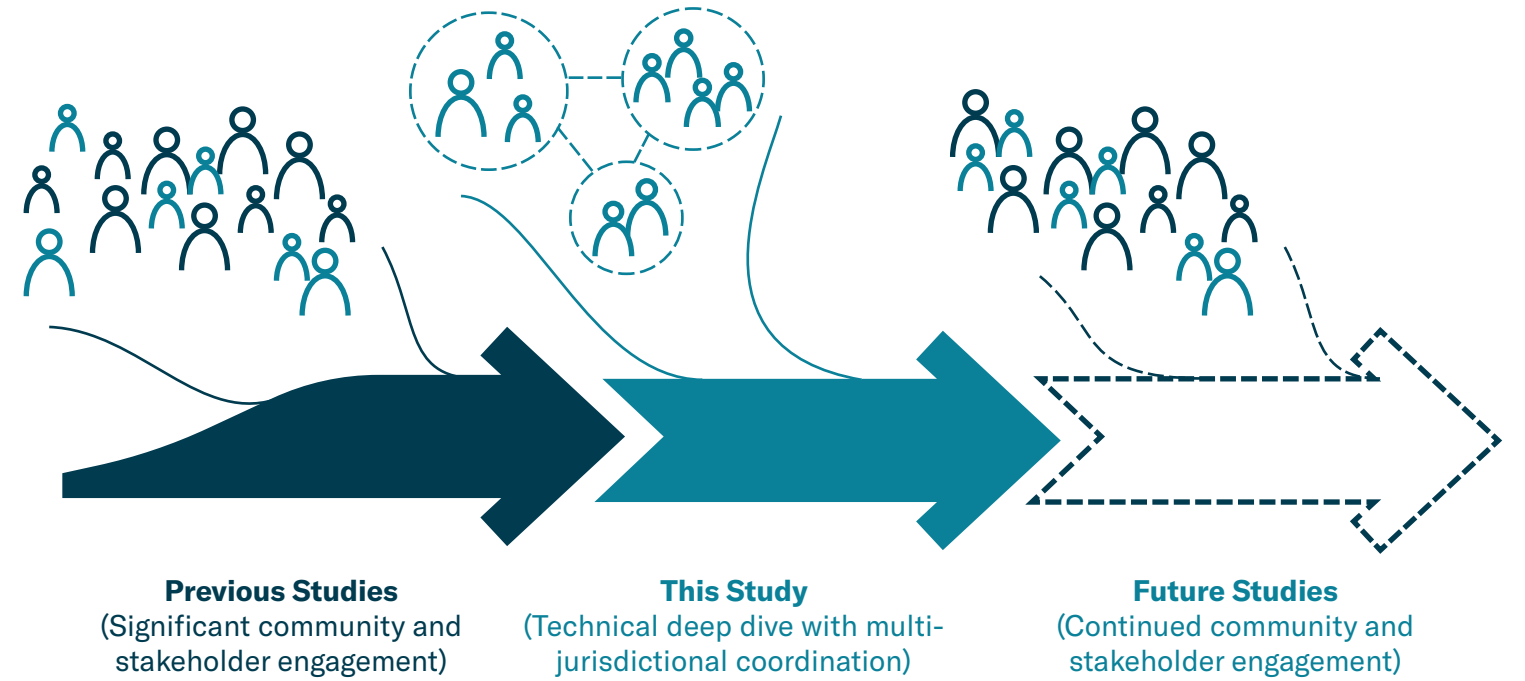 Previous Studies
(Significant community and
stakeholder engagement)
This Study
(Technical deep dive with multi-
jurisdictional coordination)
Future Studies
(Continued community and
stakeholder engagement)